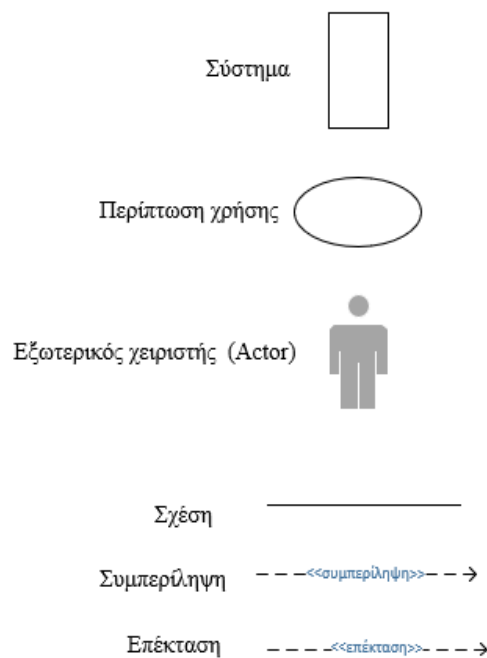 Σύστημα
Περίπτωση χρήσης
Εξωτερικός χειριστής (Actor)
Σχέση
Συμπερίληψη
<<συμπερίληψη>>
Επέκταση
<<επέκταση>>